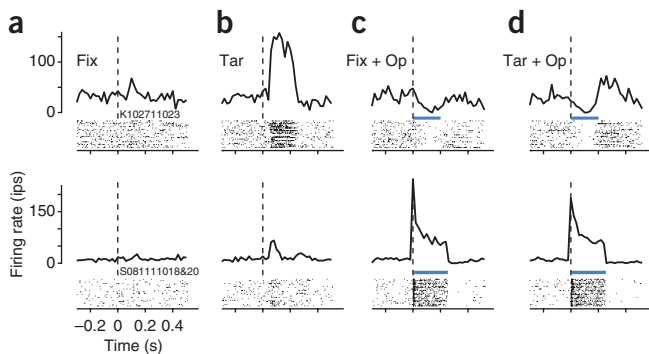 a
b
c
d
Fix
Tar
Fix + Op
Tar + Op
100
0
K102711023
Firing rate (ips)
150
0
S081111018&20
−0.2 0 0.2 0.4
Time (s)